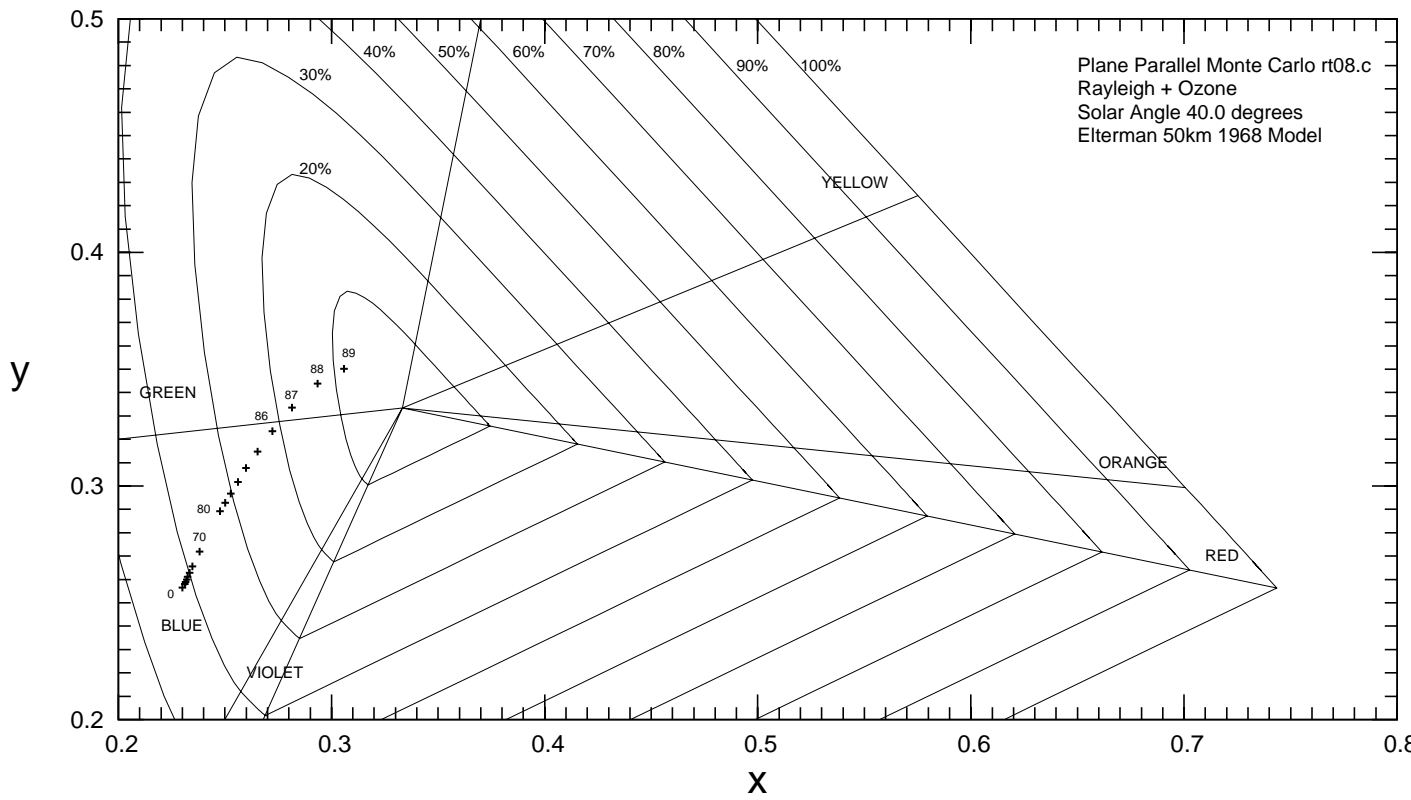 0.5
40%
50%
60%
70%
80%
90%
100%
30%
20%
Plane Parallel Monte Carlo rt08.c
Rayleigh + Ozone
Solar Angle 40.0 degrees
Elterman 50km 1968 Model
YELLOW
0.4
89
88
87
86
GREEN
y
ORANGE
0.3
80
70
RED
0
BLUE
VIOLET
0.2
0.2 0.3 0.4 0.5 0.6 0.7 0.8
x